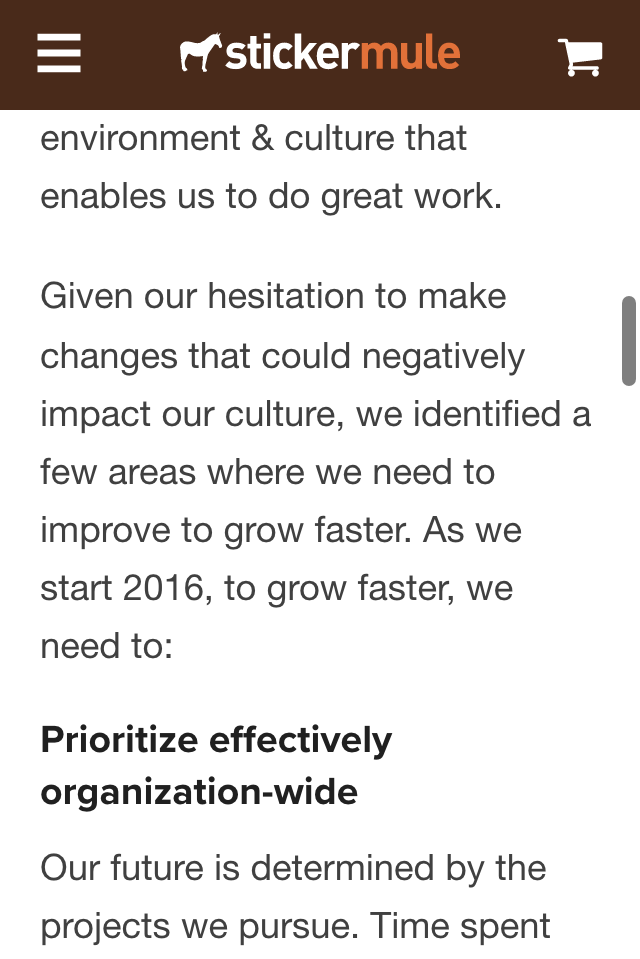 stickermule
environment & culture that
enables us to do great work.
Given our hesitation to make
changes that could negatively
impact our culture, we identified a
few areas where we need to
improve to grow faster. As we
start 2016, to grow faster, we
need to:
Prioritize effectively
organization-wide
Our future is determined by the
projects we pursue. Time spent